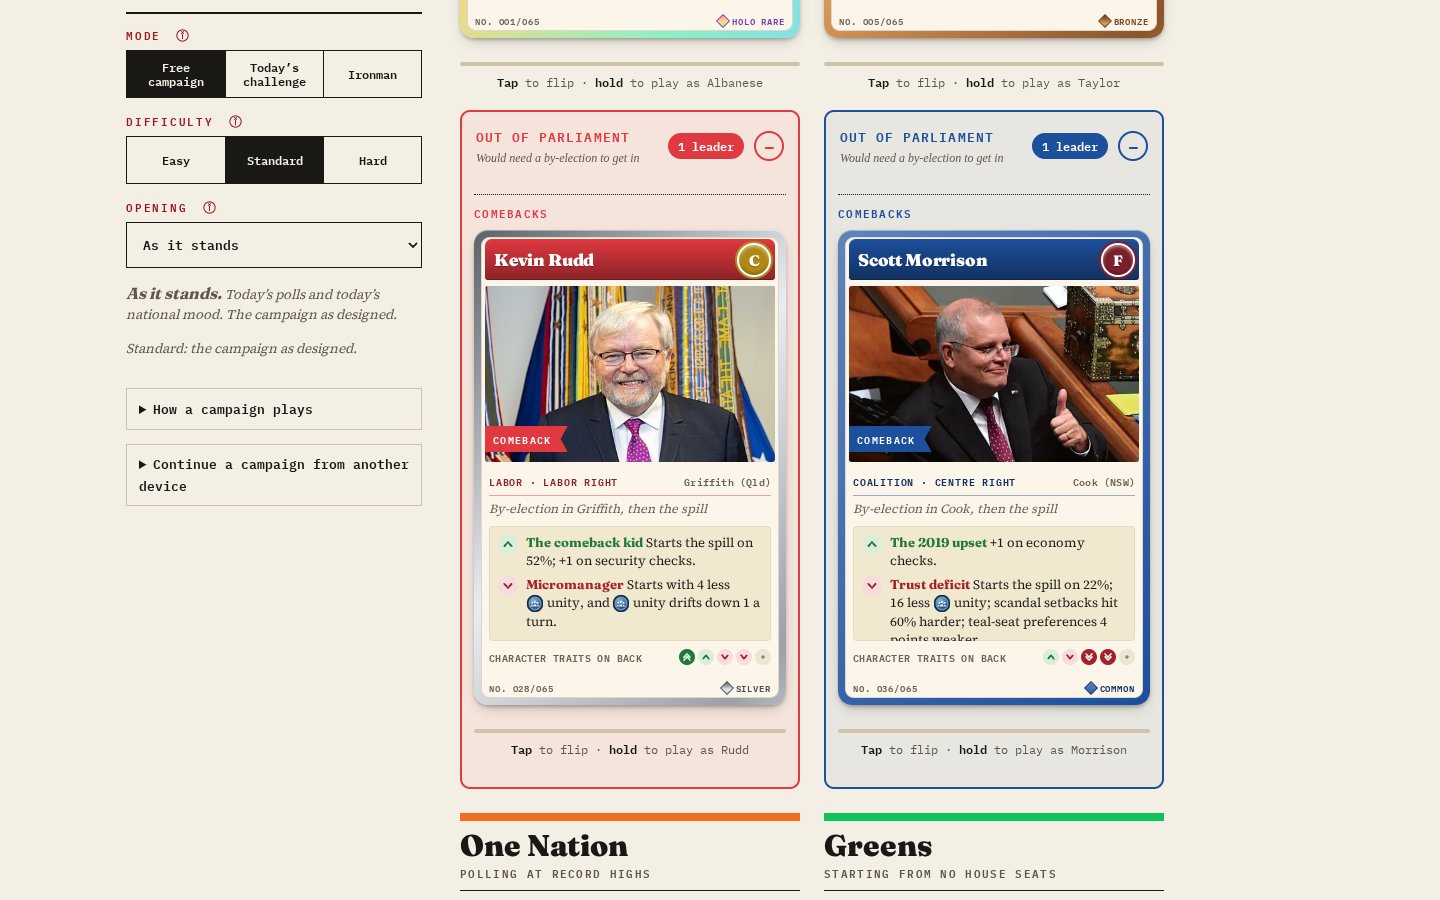 MODE
Free
campaign
Today’s
challenge
Ironman
DIFFICULTY
Easy
Standard
Hard
OPENING
As it stands
As it stands. Today’s polls and today’s
national mood. The campaign as designed.
Standard: the campaign as designed.
▶ How a campaign plays
▶ Continue a campaign from another
device
NO. 001/065
HOLO RARE
Tap to flip · hold to play as Albanese
OUT OF PARLIAMENT
Would need a by-election to get in
1 leader
–
COMEBACKS
Kevin Rudd
C
COMEBACK
LABOR · LABOR RIGHT
Griffith (Qld)
By-election in Griffith, then the spill
The comeback kid Starts the spill on
52%; +1 on security checks.
Micromanager Starts with 4 less
unity, and unity drifts down 1 a
turn.
CHARACTER TRAITS ON BACK
NO. 028/065
SILVER
Tap to flip · hold to play as Rudd
One Nation
POLLING AT RECORD HIGHS
NO. 005/065
BRONZE
Tap to flip · hold to play as Taylor
OUT OF PARLIAMENT
Would need a by-election to get in
1 leader
–
COMEBACKS
Scott Morrison
F
COMEBACK
COALITION · CENTRE RIGHT
Cook (NSW)
By-election in Cook, then the spill
The 2019 upset +1 on economy
checks.
Trust deficit Starts the spill on 22%;
16 less unity; scandal setbacks hit
60% harder; teal-seat preferences 4
points weaker
CHARACTER TRAITS ON BACK
NO. 036/065
COMMON
Tap to flip · hold to play as Morrison
Greens
STARTING FROM NO HOUSE SEATS